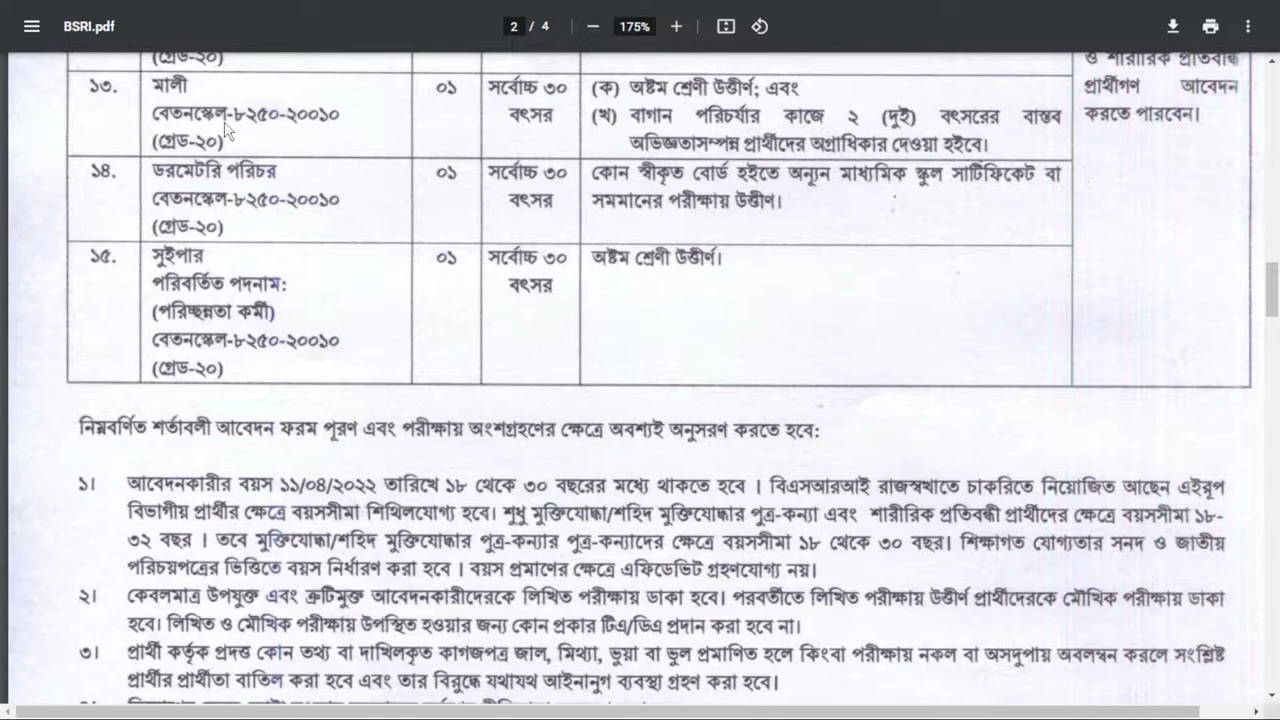 BSRI.pdf
2 / 4
175%
(গ্রেড-২০)
ও শারীরিক প্রতিবন্ধী
১৩.
মালী
০১
সর্বোচ্চ ৩০
(ক) অষ্টম শ্রেণী উত্তীর্ণ; এবং
প্রার্থীগণ আবেদন
বেতনস্কেল-৮২৫০-২০০১০
বৎসর
(খ) বাগান পরিচর্যার কাজে ২ (দুই) বৎসরের বাস্তব
করতে পারবেন।
(গ্রেড-২০)
অভিজ্ঞতাসম্পন্ন প্রার্থীদের অগ্রাধিকার দেওয়া হইবে।
১৪.
ডরমেটরি পরিচর
০১
সর্বোচ্চ ৩০
কোন স্বীকৃত বোর্ড হইতে অন্যূন মাধ্যমিক স্কুল সার্টিফিকেট বা
বেতনস্কেল-৮২৫০-২০০১০
বৎসর
সমমানের পরীক্ষায় উত্তীর্ণ।
(গ্রেড-২০)
১৫.
সুইপার
০১
সর্বোচ্চ ৩০
অষ্টম শ্রেণী উত্তীর্ণ।
পরিবর্তিত পদনাম:
বৎসর
(পরিচ্ছন্নতা কর্মী)
বেতনস্কেল-৮২৫০-২০০১০
(গ্রেড-২০)
নিম্নবর্ণিত শর্তাবলী আবেদন ফরম পূরণ এবং পরীক্ষায় অংশগ্রহণের ক্ষেত্রে অবশ্যই অনুসরণ করতে হবে:
১। আবেদনকারীর বয়স ১১/০৪/২০২২ তারিখে ১৮ থেকে ৩০ বছরের মধ্যে থাকতে হবে । বিএসআরআই রাজস্বখাতে চাকরিতে নিয়োজিত আছেন এইরূপ
বিভাগীয় প্রার্থীর ক্ষেত্রে বয়সসীমা শিথিলযোগ্য হবে। শুধু মুক্তিযোদ্ধা/শহিদ মুক্তিযোদ্ধার পুত্র-কন্যা এবং শারীরিক প্রতিবন্ধী প্রার্থীদের ক্ষেত্রে বয়সসীমা ১৮-
৩২ বছর । তবে মুক্তিযোদ্ধা/শহিদ মুক্তিযোদ্ধার পুত্র-কন্যার পুত্র-কন্যাদের ক্ষেত্রে বয়সসীমা ১৮ থেকে ৩০ বছর। শিক্ষাগত যোগ্যতার সনদ ও জাতীয়
পরিচয়পত্রের ভিত্তিতে বয়স নির্ধারণ করা হবে । বয়স প্রমাণের ক্ষেত্রে এফিডেভিট গ্রহণযোগ্য নয়।
২। কেবলমাত্র উপযুক্ত এবং ত্রুটিমুক্ত আবেদনকারীদেরকে লিখিত পরীক্ষায় ডাকা হবে। পরবর্তীতে লিখিত পরীক্ষায় উত্তীর্ণ প্রার্থীদেরকে মৌখিক পরীক্ষায় ডাকা
হবে। লিখিত ও মৌখিক পরীক্ষায় উপস্থিত হওয়ার জন্য কোন প্রকার টিএ/ডিএ প্রদান করা হবে না।
৩। প্রার্থী কর্তৃক প্রদত্ত কোন তথ্য বা দাখিলকৃত কাগজপত্র জাল, মিথ্যা, ভুয়া বা ভুল প্রমাণিত হলে কিংবা পরীক্ষায় নকল বা অসদুপায় অবলম্বন করলে সংশ্লিষ্ট
প্রার্থীর প্রার্থীতা বাতিল করা হবে এবং তার বিরুদ্ধে যথাযথ আইনানুগ ব্যবস্থা গ্রহণ করা হবে।